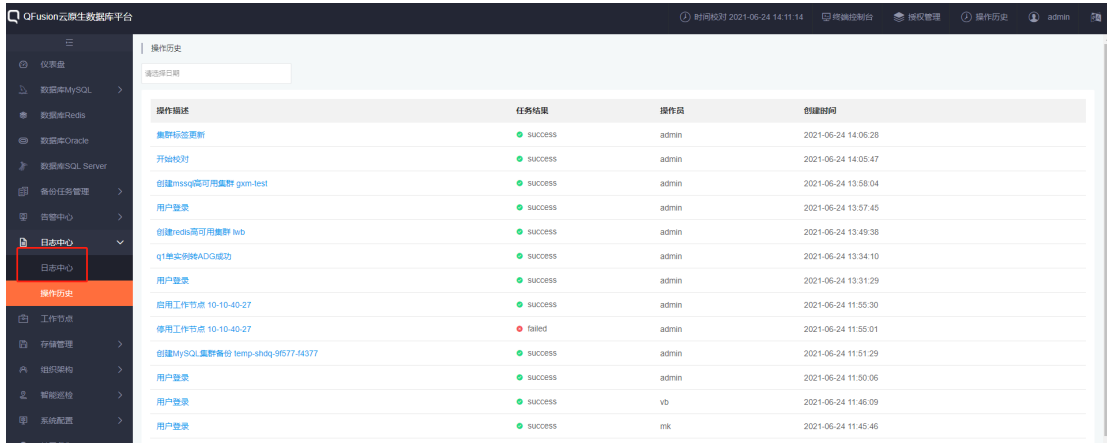 QFusion云原生数据库平台 时间校对 2021-06-24 14:11:14 终端控制台 授权管理 操作历史 admin
仪表盘
数据库MySQL
数据库Redis
数据库Oracle
数据库SQL Server
备份任务管理
告警中心
日志中心
日志中心
操作历史
工作节点
存储管理
组织架构
智能巡检
系统配置
操作历史
请选择日期
操作描述 任务结果 操作员 创建时间
集群标签更新 success admin 2021-06-24 14:06:28
开始校对 success admin 2021-06-24 14:05:47
创建mssql高可用集群 gxm-test success admin 2021-06-24 13:58:04
用户登录 success admin 2021-06-24 13:57:45
创建redis高可用集群 lwb success admin 2021-06-24 13:49:38
q1单实例转ADG成功 success admin 2021-06-24 13:34:10
用户登录 success admin 2021-06-24 13:31:29
启用工作节点 10-10-40-27 success admin 2021-06-24 11:55:30
停用工作节点 10-10-40-27 failed admin 2021-06-24 11:55:01
创建MySQL集群备份 temp-shdq-9f577-f4377 success admin 2021-06-24 11:51:29
用户登录 success admin 2021-06-24 11:50:06
用户登录 success vb 2021-06-24 11:46:09
用户登录 success mk 2021-06-24 11:45:46